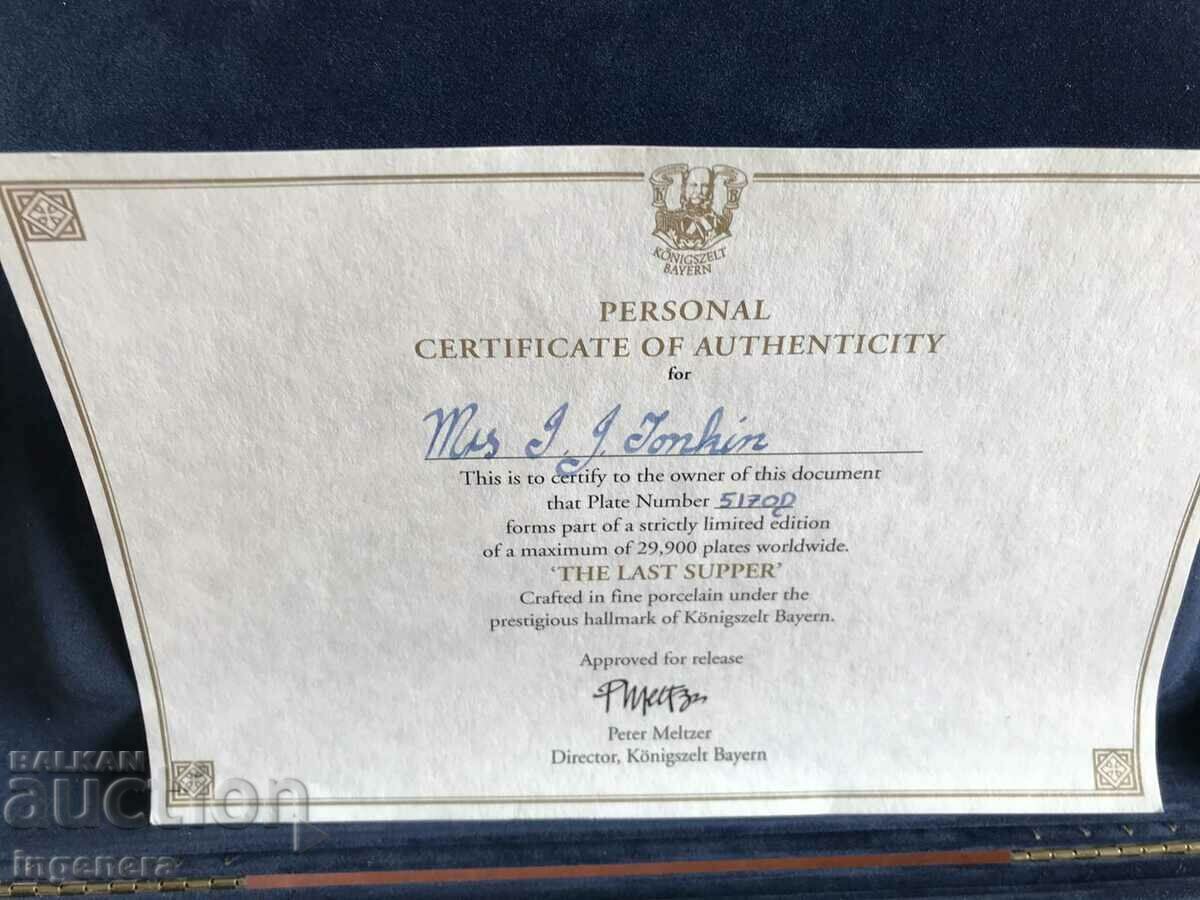 K B
KÖNIGSZELT
BAYERN
PERSONAL
CERTIFICATE OF AUTHENTICITY
for
Mrs I. J. Tonkin
This is to certify to the owner of this document
that Plate Number 5170D
forms part of a strictly limited edition
of a maximum of 29,900 plates worldwide.
‘THE LAST SUPPER’
Crafted in fine porcelain under the
prestigious hallmark of Königszelt Bayern.
Approved for release
PMeltzer
Peter Meltzer
Director, Königszelt Bayern
BALKAN
auction
ingenera